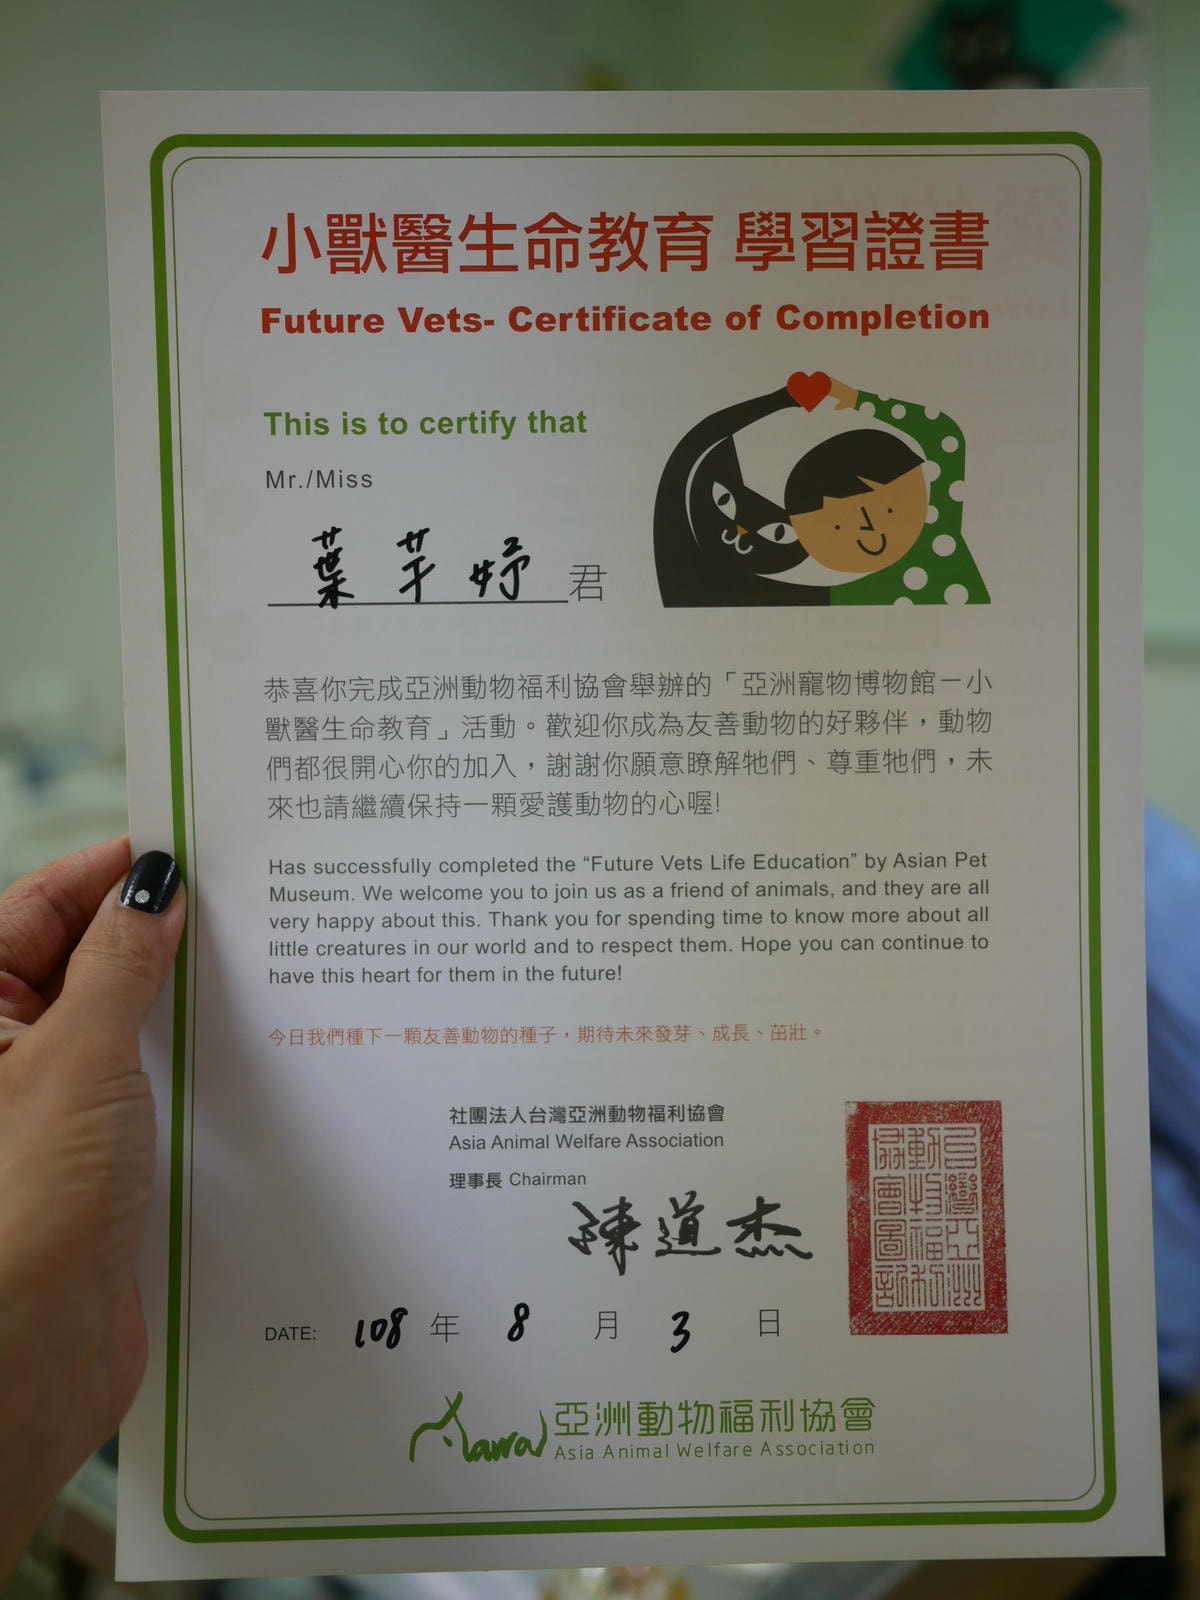 小獸醫生命教育 學習證書
Future Vets- Certificate of Completion
This is to certify that
Mr./Miss
葉芊妤君
恭喜你完成亞洲動物福利協會舉辦的「亞洲寵物博物館－小
獸醫生命教育」活動。歡迎你成為友善動物的好夥伴，動物
們都很開心你的加入，謝謝你願意瞭解牠們、尊重牠們，未
來也請繼續保持一顆愛護動物的心喔!
Has successfully completed the “Future Vets Life Education” by Asian Pet
Museum. We welcome you to join us as a friend of animals, and they are all
very happy about this. Thank you for spending time to know more about all
little creatures in our world and to respect them. Hope you can continue to
have this heart for them in the future!
今日我們種下一顆友善動物的種子，期待未來發芽、成長、茁壯。
社團法人台灣亞洲動物福利協會
Asia Animal Welfare Association
理事長 Chairman
陳道杰
台灣亞洲
動物福利
協會圖記
DATE: 108 年 8 月 3 日
亞洲動物福利協會
Asia Animal Welfare Association